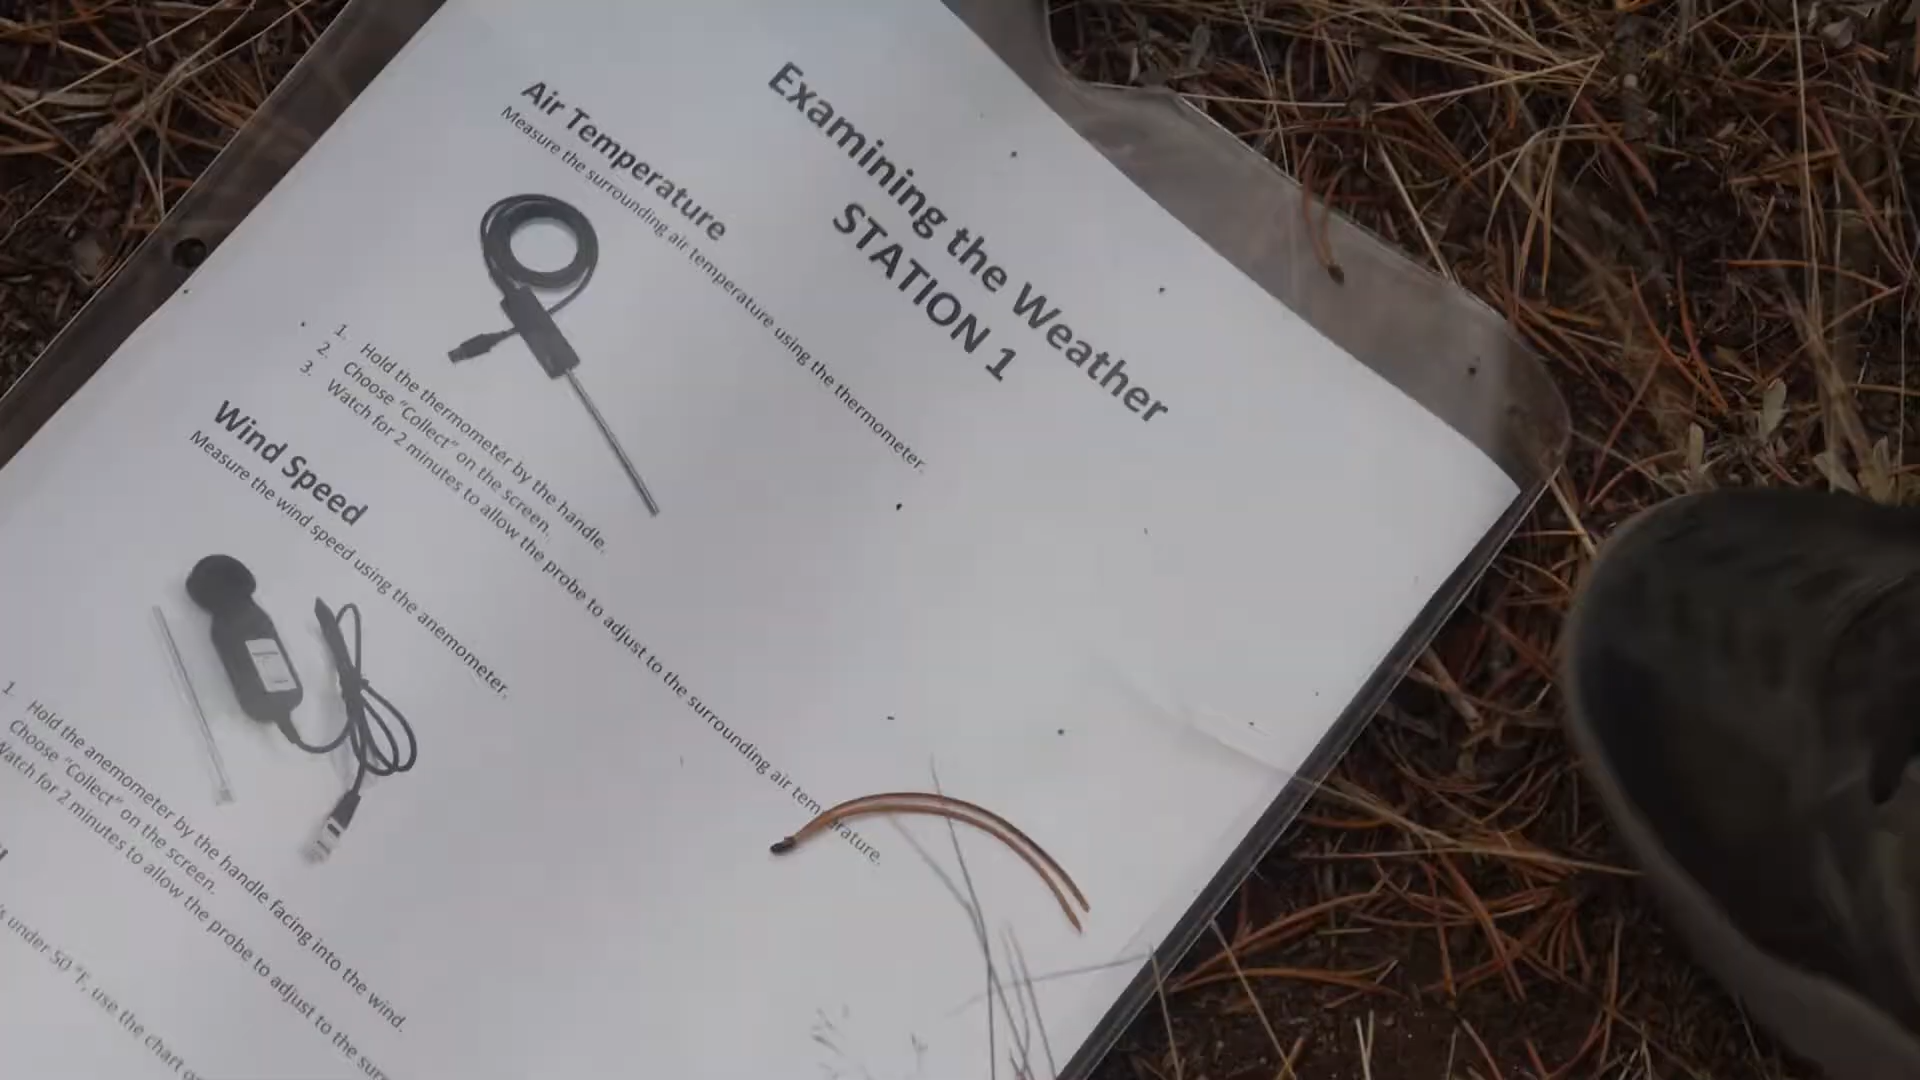 Examining the Weather
STATION 1
Air Temperature
Measure the surrounding air temperature using the thermometer.
1. Hold the thermometer by the handle.
2. Choose “Collect” on the screen.
3. Watch for 2 minutes to allow the probe to adjust to the surrounding air temperature.
Wind Speed
Measure the wind speed using the anemometer.
1. Hold the anemometer by the handle facing into the wind.
Choose “Collect” on the screen.
Watch for 2 minutes to allow the probe to adjust to the
under 50 °F, use the chart